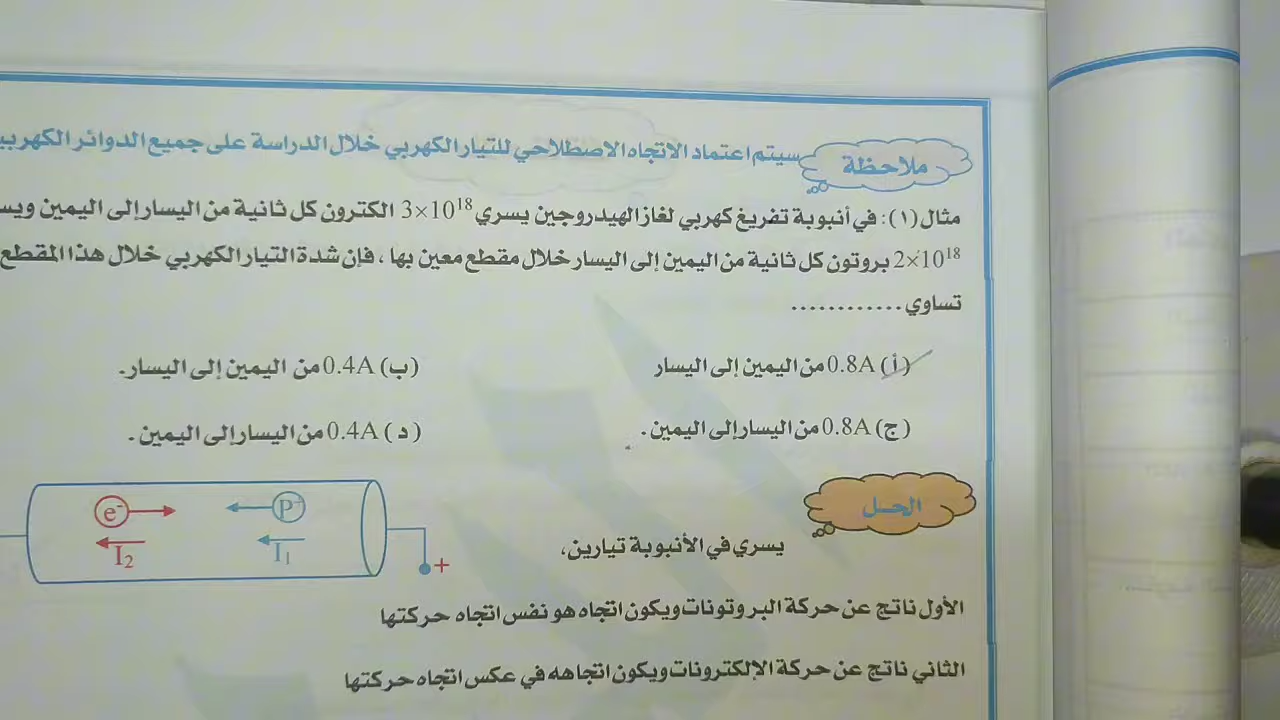 ملاحظة
سيتم اعتماد الاتجاه الاصطلاحي للتيار الكهربي خلال الدراسة على جميع الدوائر
مثال (١): في أنبوبة تفريغ كهربي لغاز الهيدروجين يسري 3×10¹⁸ الكترون كل ثانية من اليسار إلى اليمين
2×10¹⁸ بروتون كل ثانية من اليمين إلى اليسار خلال مقطع معين بها ، فإن شدة التيار الكهربي خلال هذا المقطع
تساوي ............
(أ) 0.8A من اليمين إلى اليسار (ب) 0.4A من اليمين إلى اليسار.
(ج) 0.8A من اليسار إلى اليمين . (د) 0.4A من اليسار إلى اليمين .
الحل
e⁻ P⁺
I₂ I₁
+
يسري في الأنبوبة تيارين،
الأول ناتج عن حركة البروتونات ويكون اتجاه هو نفس اتجاه حركتها
الثاني ناتج عن حركة الإلكترونات ويكون اتجاهه في عكس اتجاه حركتها